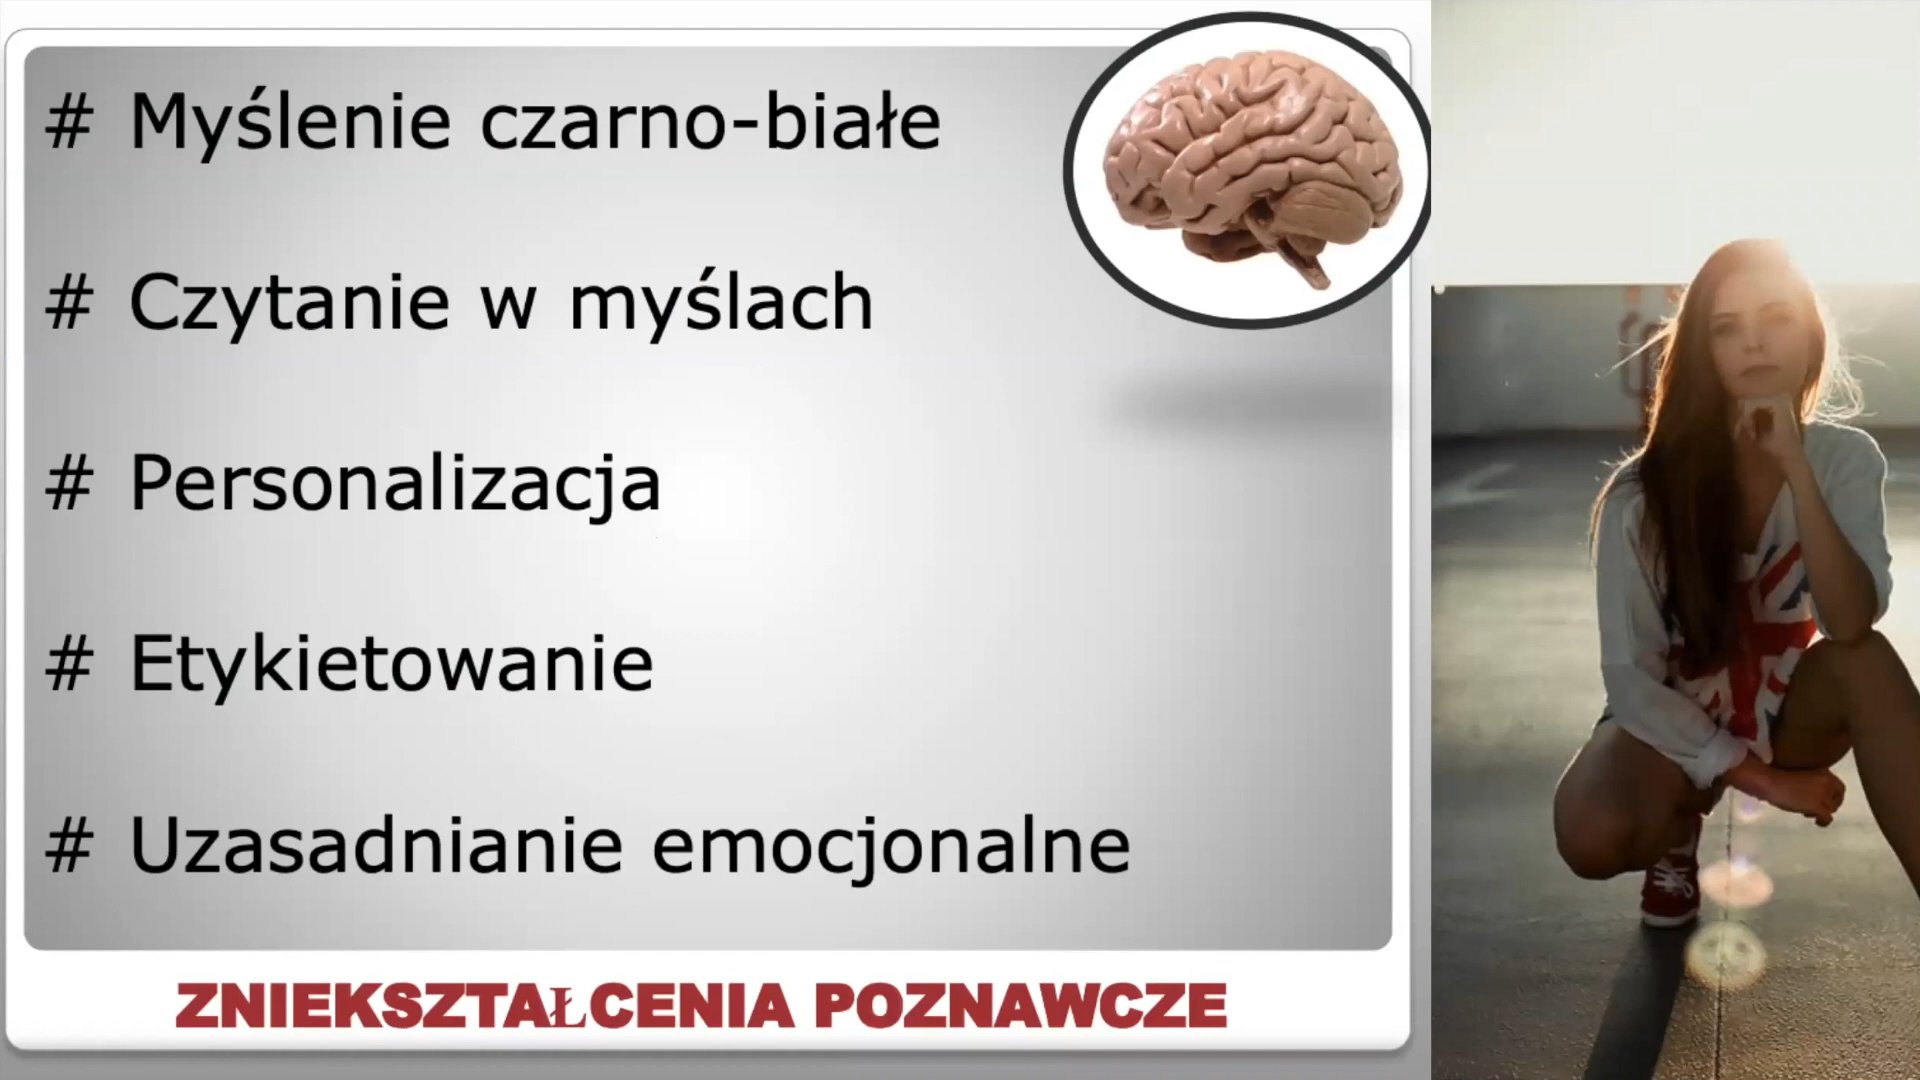 # Myślenie czarno-białe
# Czytanie w myślach
# Personalizacja
# Etykietowanie
# Uzasadnianie emocjonalne
ZNIEKSZTAŁCENIA POZNAWCZE